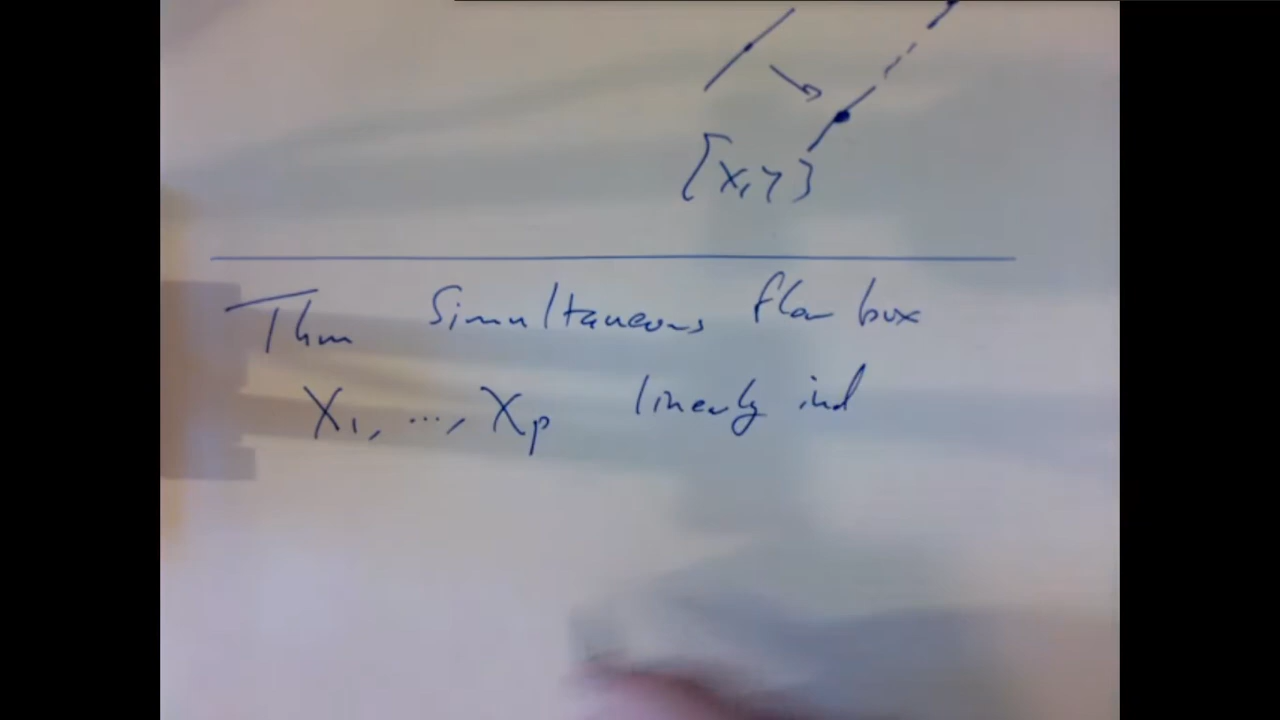 [X,Y]
Thm Simultaneous flow box
X₁, ..., Xₚ linearly ind